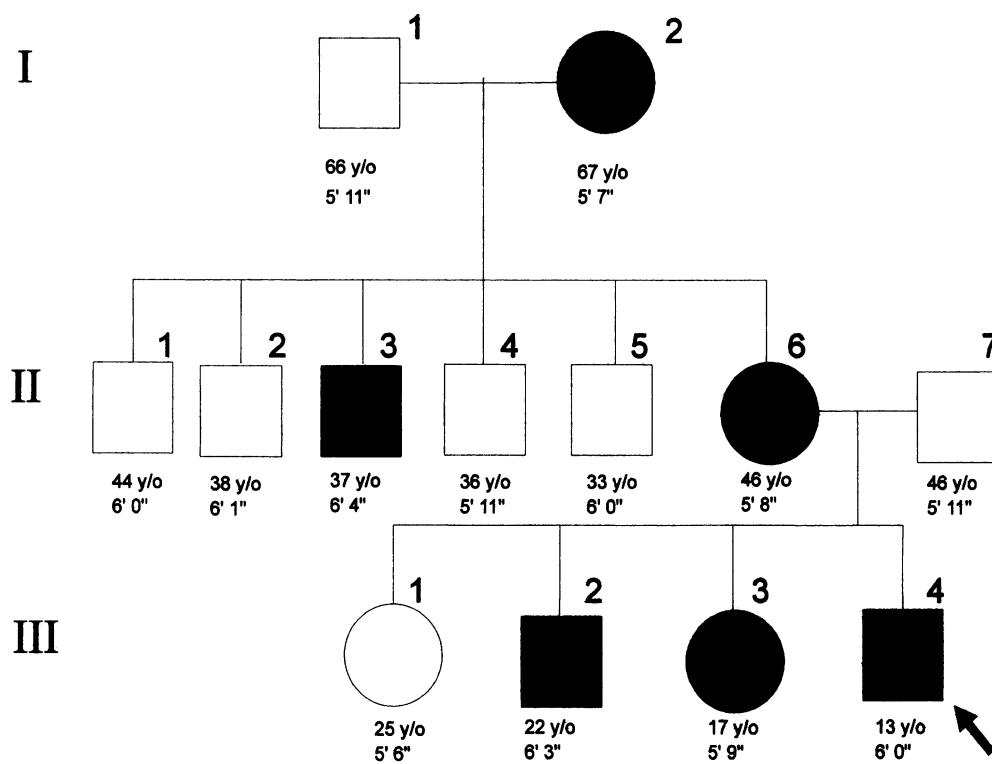 I
1
2
66 y/o
5' 11"
67 y/o
5' 7"
II
1
2
3
4
5
6
7
44 y/o
6' 0"
38 y/o
6' 1"
37 y/o
6' 4"
36 y/o
5' 11"
33 y/o
6' 0"
46 y/o
5' 8"
46 y/o
5' 11"
III
1
2
3
4
25 y/o
5' 6"
22 y/o
6' 3"
17 y/o
5' 9"
13 y/o
6' 0"